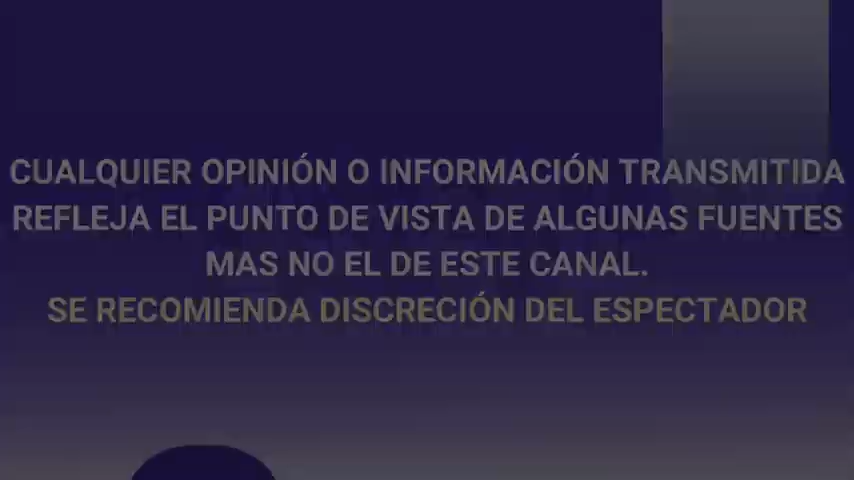 CUALQUIER OPINIÓN O INFORMACIÓN TRANSMITIDA
REFLEJA EL PUNTO DE VISTA DE ALGUNAS FUENTES
MAS NO EL DE ESTE CANAL.
SE RECOMIENDA DISCRECIÓN DEL ESPECTADOR